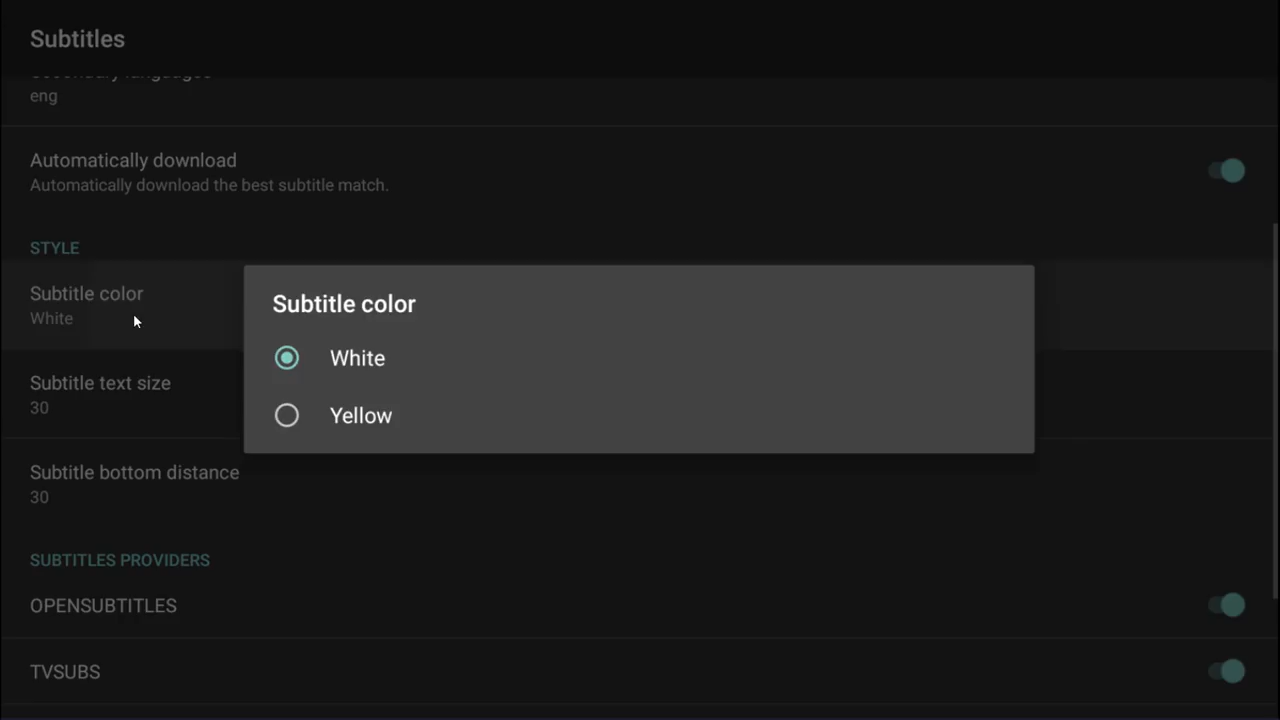 Subtitles
eng
Automatically download
Automatically download the best subtitle match.
STYLE
Subtitle color
White
Subtitle text size
30
Subtitle bottom distance
30
SUBTITLES PROVIDERS
OPENSUBTITLES
TVSUBS
Subtitle color
White
Yellow